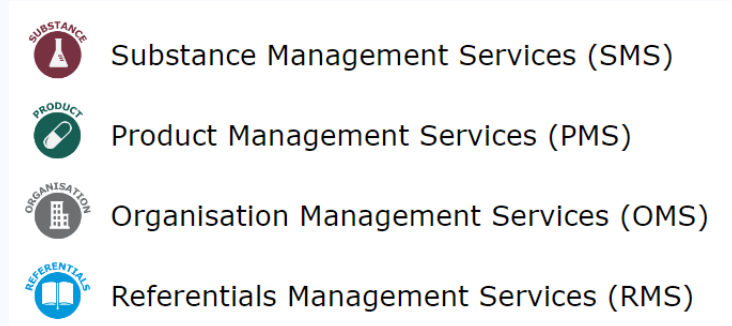 SUBSTANCE
Substance Management Services (SMS)
PRODUCT
Product Management Services (PMS)
ORGANISATION
Organisation Management Services (OMS)
REFERENTIALS
Referentials Management Services (RMS)